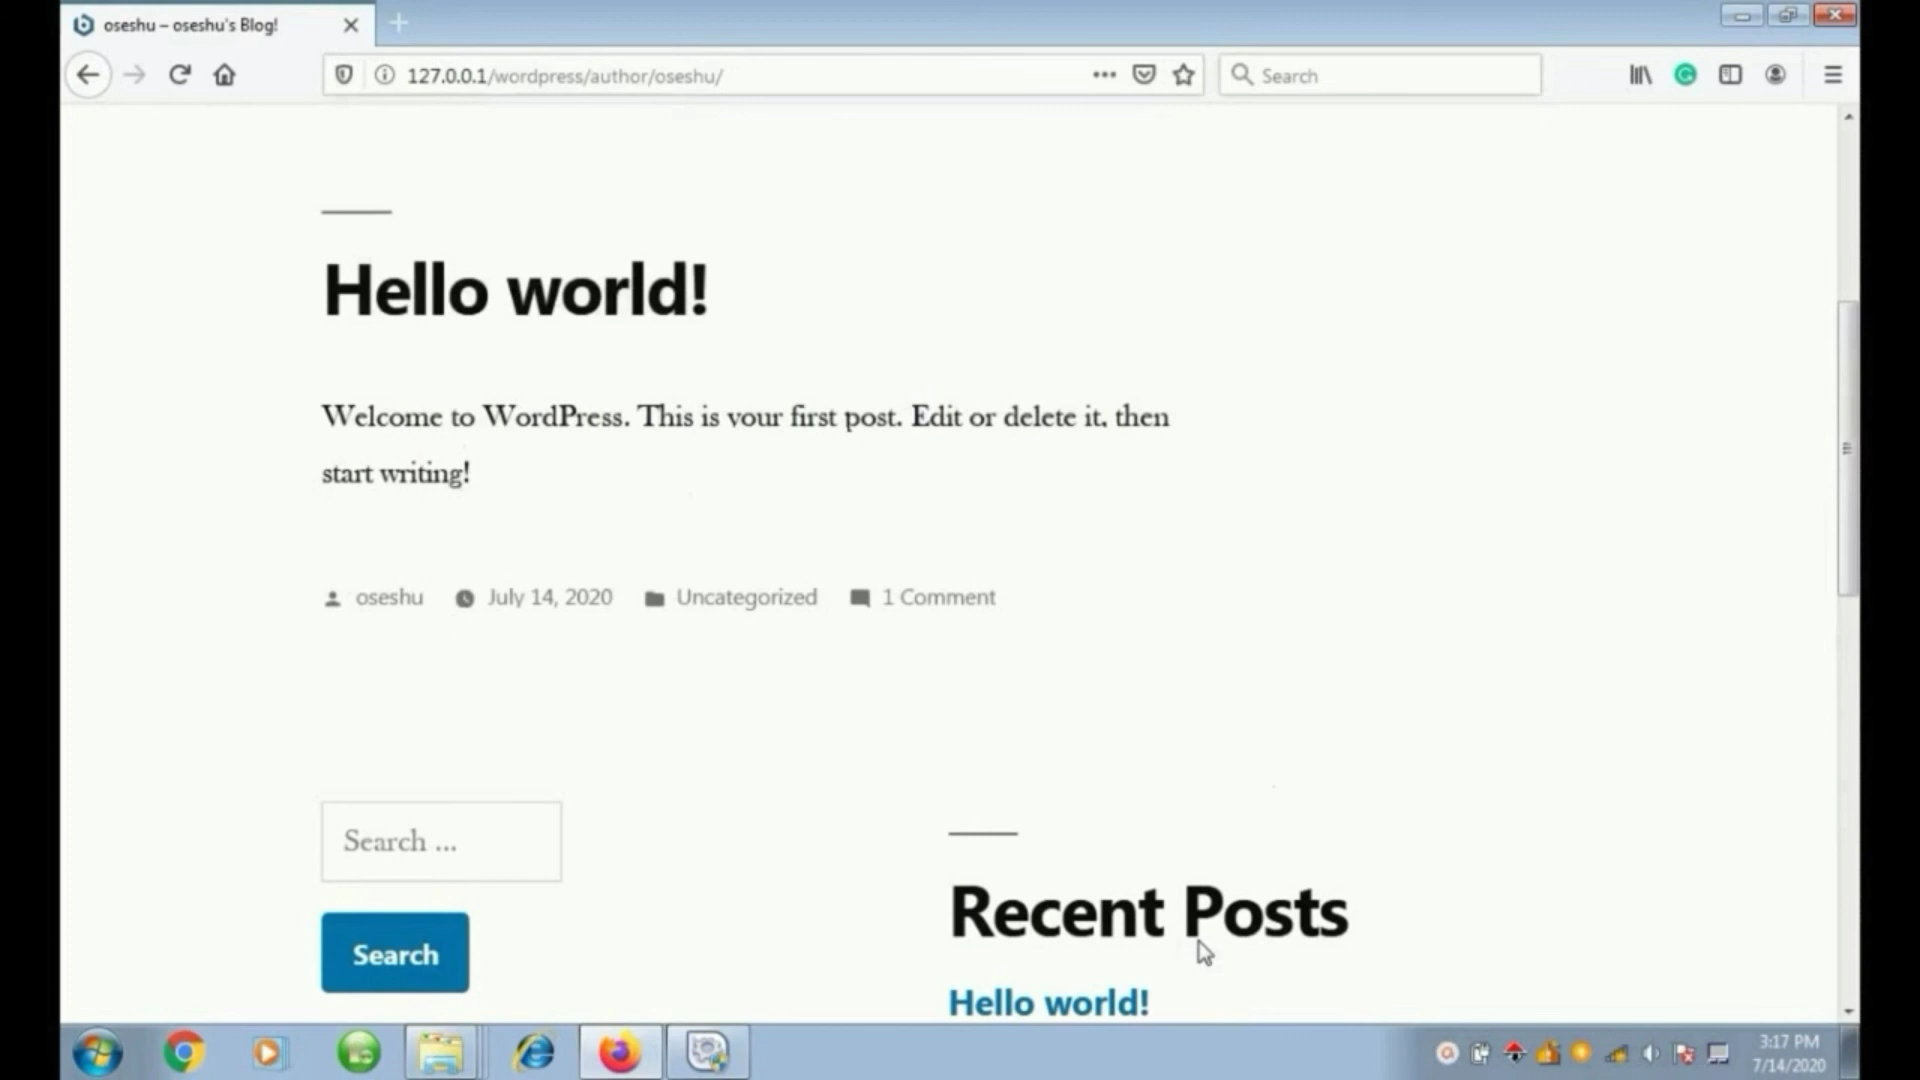 oseshu – oseshu's Blog!
127.0.0.1/wordpress/author/oseshu/
Search
Hello world!
Welcome to WordPress. This is your first post. Edit or delete it, then
start writing!
oseshu July 14, 2020 Uncategorized 1 Comment
Search ...
Search
Recent Posts
Hello world!
3:17 PM
7/14/2020